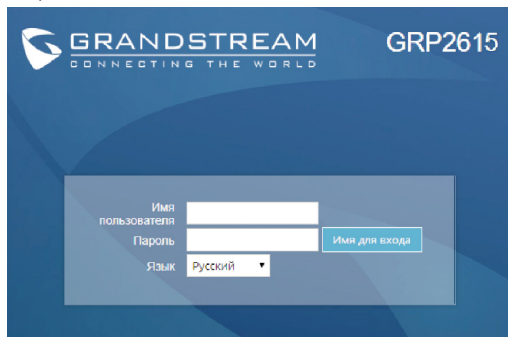 GRANDSTREAM
CONNECTING THE WORLD
GRP2615
Имя
пользователя
Пароль
Имя для входа
Язык
Русский